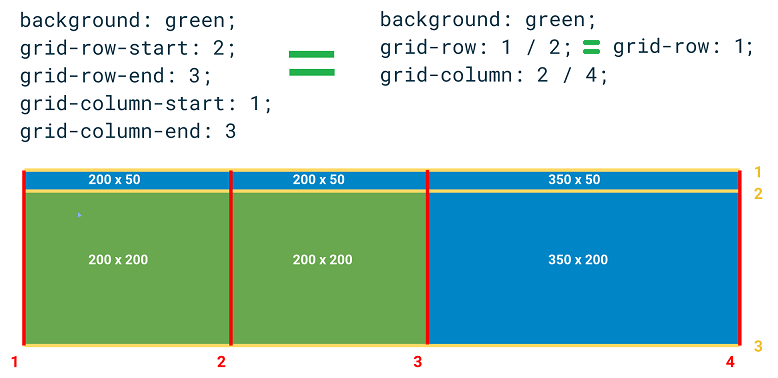 background: green;
grid-row-start: 2;
grid-row-end: 3;
grid-column-start: 1;
grid-column-end: 3
background: green;
grid-row: 1 / 2; = grid-row: 1;
grid-column: 2 / 4;
200 x 50 200 x 50 350 x 50 1
2
200 x 200 200 x 200 350 x 200
3
1 2 3 4